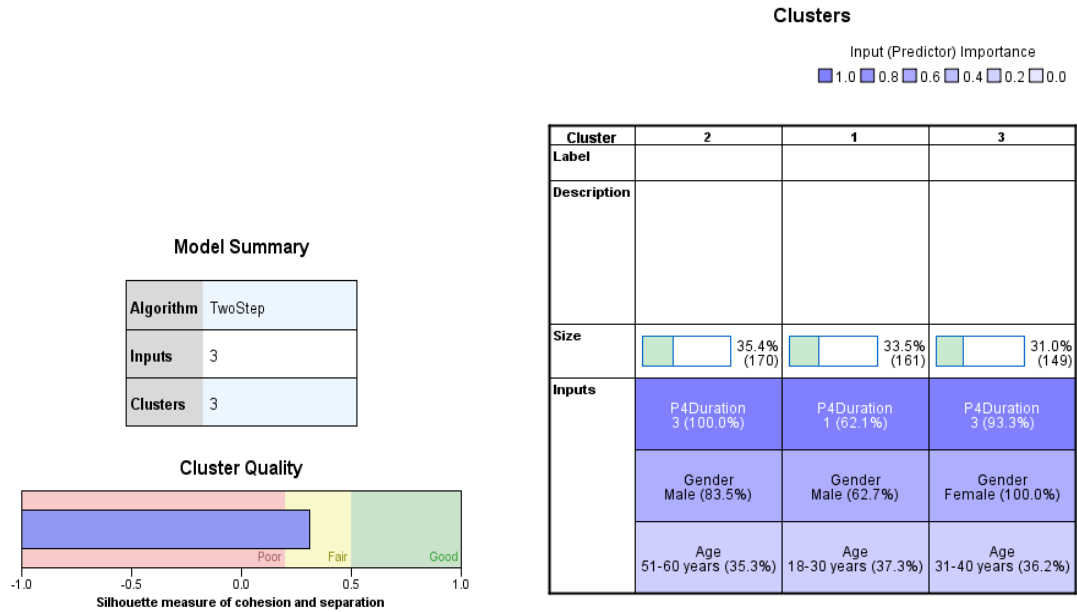 Clusters
Input (Predictor) Importance
1.0 0.8 0.6 0.4 0.2 0.0
Cluster 2 1 3
Label
Description
Size 35.4% (170) 33.5% (161) 31.0% (149)
Inputs
P4Duration P4Duration P4Duration
3 (100.0%) 1 (62.1%) 3 (93.3%)
Gender Gender Gender
Male (83.5%) Male (62.7%) Female (100.0%)
Age Age Age
51-60 years (35.3%) 18-30 years (37.3%) 31-40 years (36.2%)
Model Summary
Algorithm TwoStep
Inputs 3
Clusters 3
Cluster Quality
Poor Fair Good
-1.0 -0.5 0.0 0.5 1.0
Silhouette measure of cohesion and separation